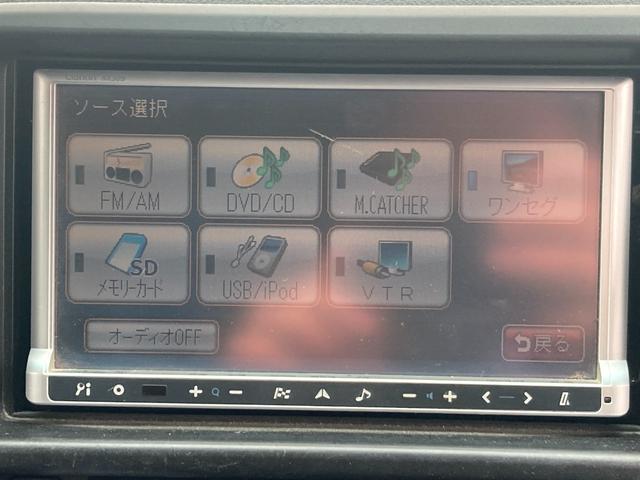 ソース選択
FM/AM
DVD/CD
M.CATCHER
ワンセグ
SD
メモリーカード
USB/iPod
VTR
オーディオOFF
戻る